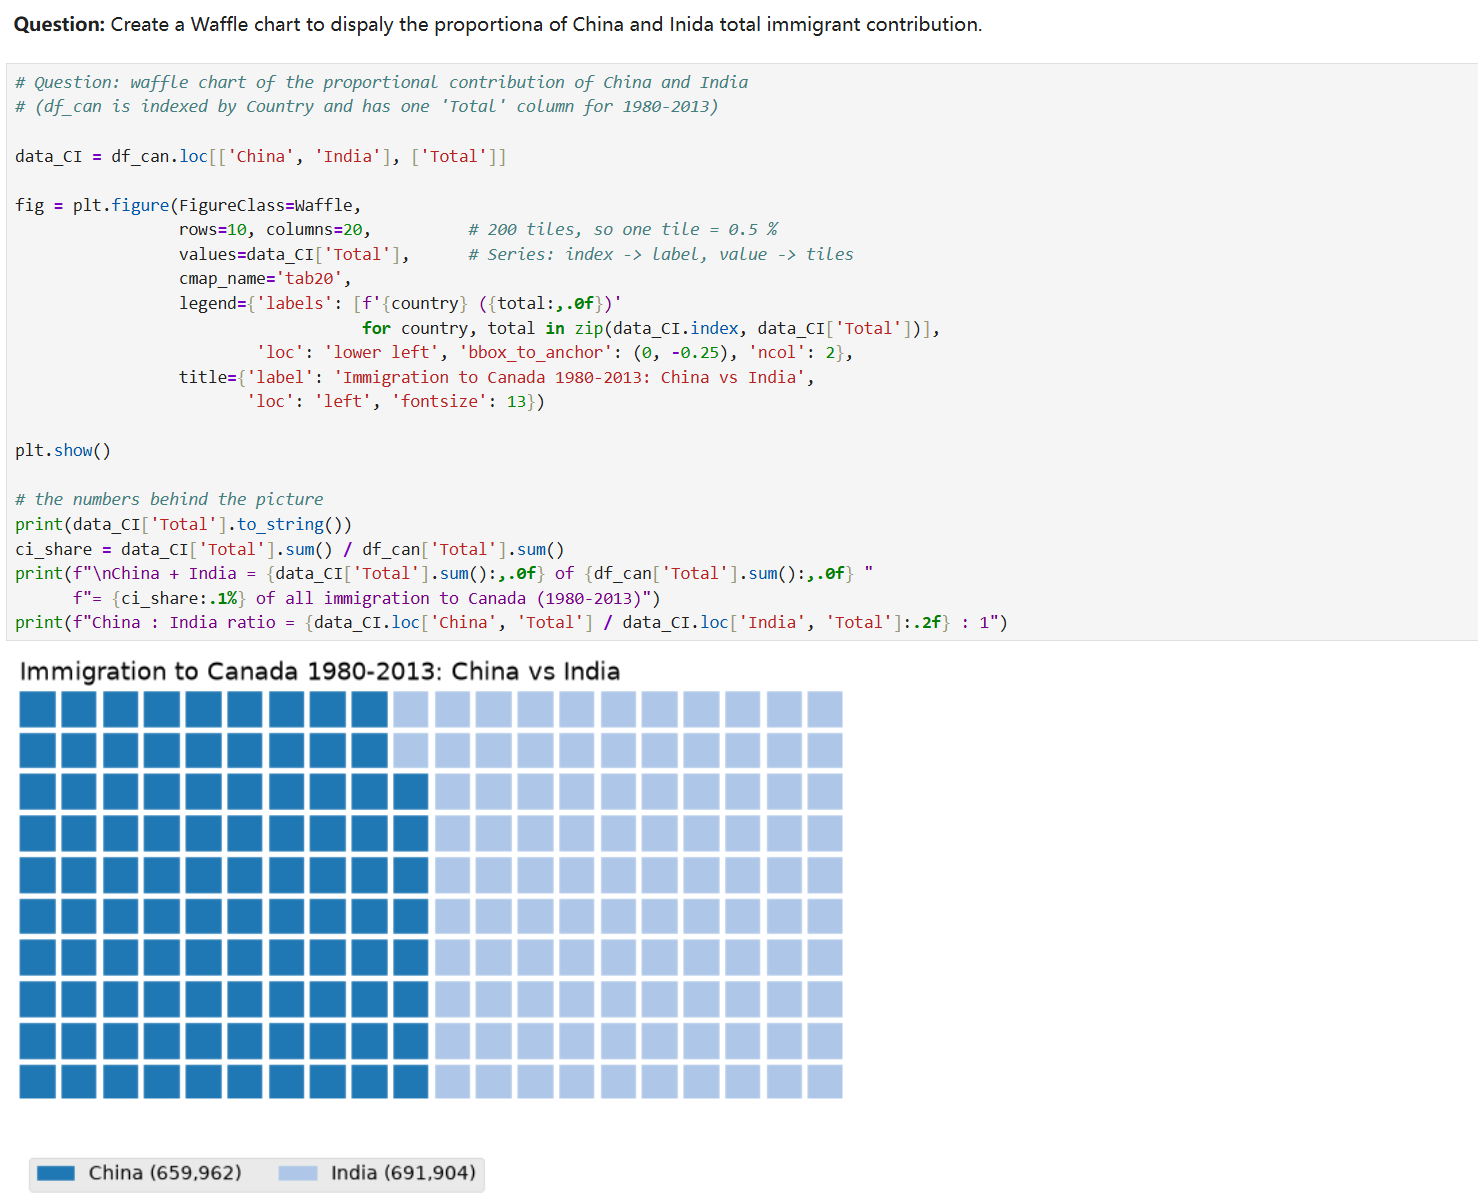 Question: Create a Waffle chart to dispaly the proportiona of China and Inida total immigrant contribution.
# Question: waffle chart of the proportional contribution of China and India
# (df_can is indexed by Country and has one 'Total' column for 1980-2013)
data_CI = df_can.loc[['China', 'India'], ['Total']]
fig = plt.figure(FigureClass=Waffle,
rows=10, columns=20,          # 200 tiles, so one tile = 0.5 %
values=data_CI['Total'],      # Series: index -> label, value -> tiles
cmap_name='tab20',
legend={'labels': [f'{country} ({total:,.0f})'
for country, total in zip(data_CI.index, data_CI['Total'])],
'loc': 'lower left', 'bbox_to_anchor': (0, -0.25), 'ncol': 2},
title={'label': 'Immigration to Canada 1980-2013: China vs India',
'loc': 'left', 'fontsize': 13})
plt.show()
# the numbers behind the picture
print(data_CI['Total'].to_string())
ci_share = data_CI['Total'].sum() / df_can['Total'].sum()
print(f"\nChina + India = {data_CI['Total'].sum():,.0f} of {df_can['Total'].sum():,.0f} "
f"= {ci_share:.1%} of all immigration to Canada (1980-2013)")
print(f"China : India ratio = {data_CI.loc['China', 'Total'] / data_CI.loc['India', 'Total']:.2f} : 1")
Immigration to Canada 1980-2013: China vs India
China (659,962) India (691,904)